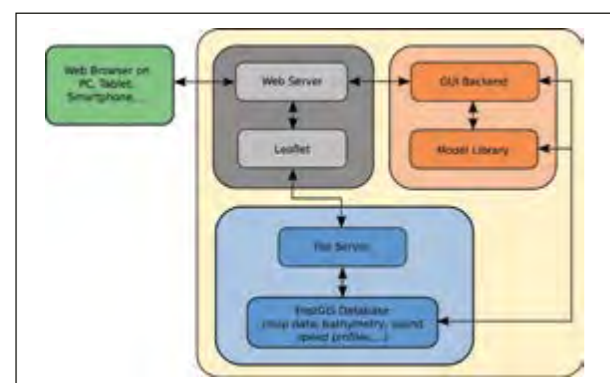 Web Browser on
PC, Tablet,
Smartphone,...
Web Server
GUI Backend
Leaflet
Model Library
Server
PostGIS Database
(map data, bathymetry, sound
speed profiles,...)